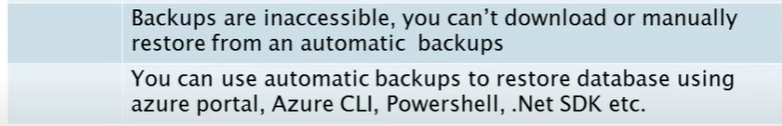 Backups are inaccessible, you can’t download or manually
restore from an automatic backups
You can use automatic backups to restore database using
azure portal, Azure CLI, Powershell, .Net SDK etc.